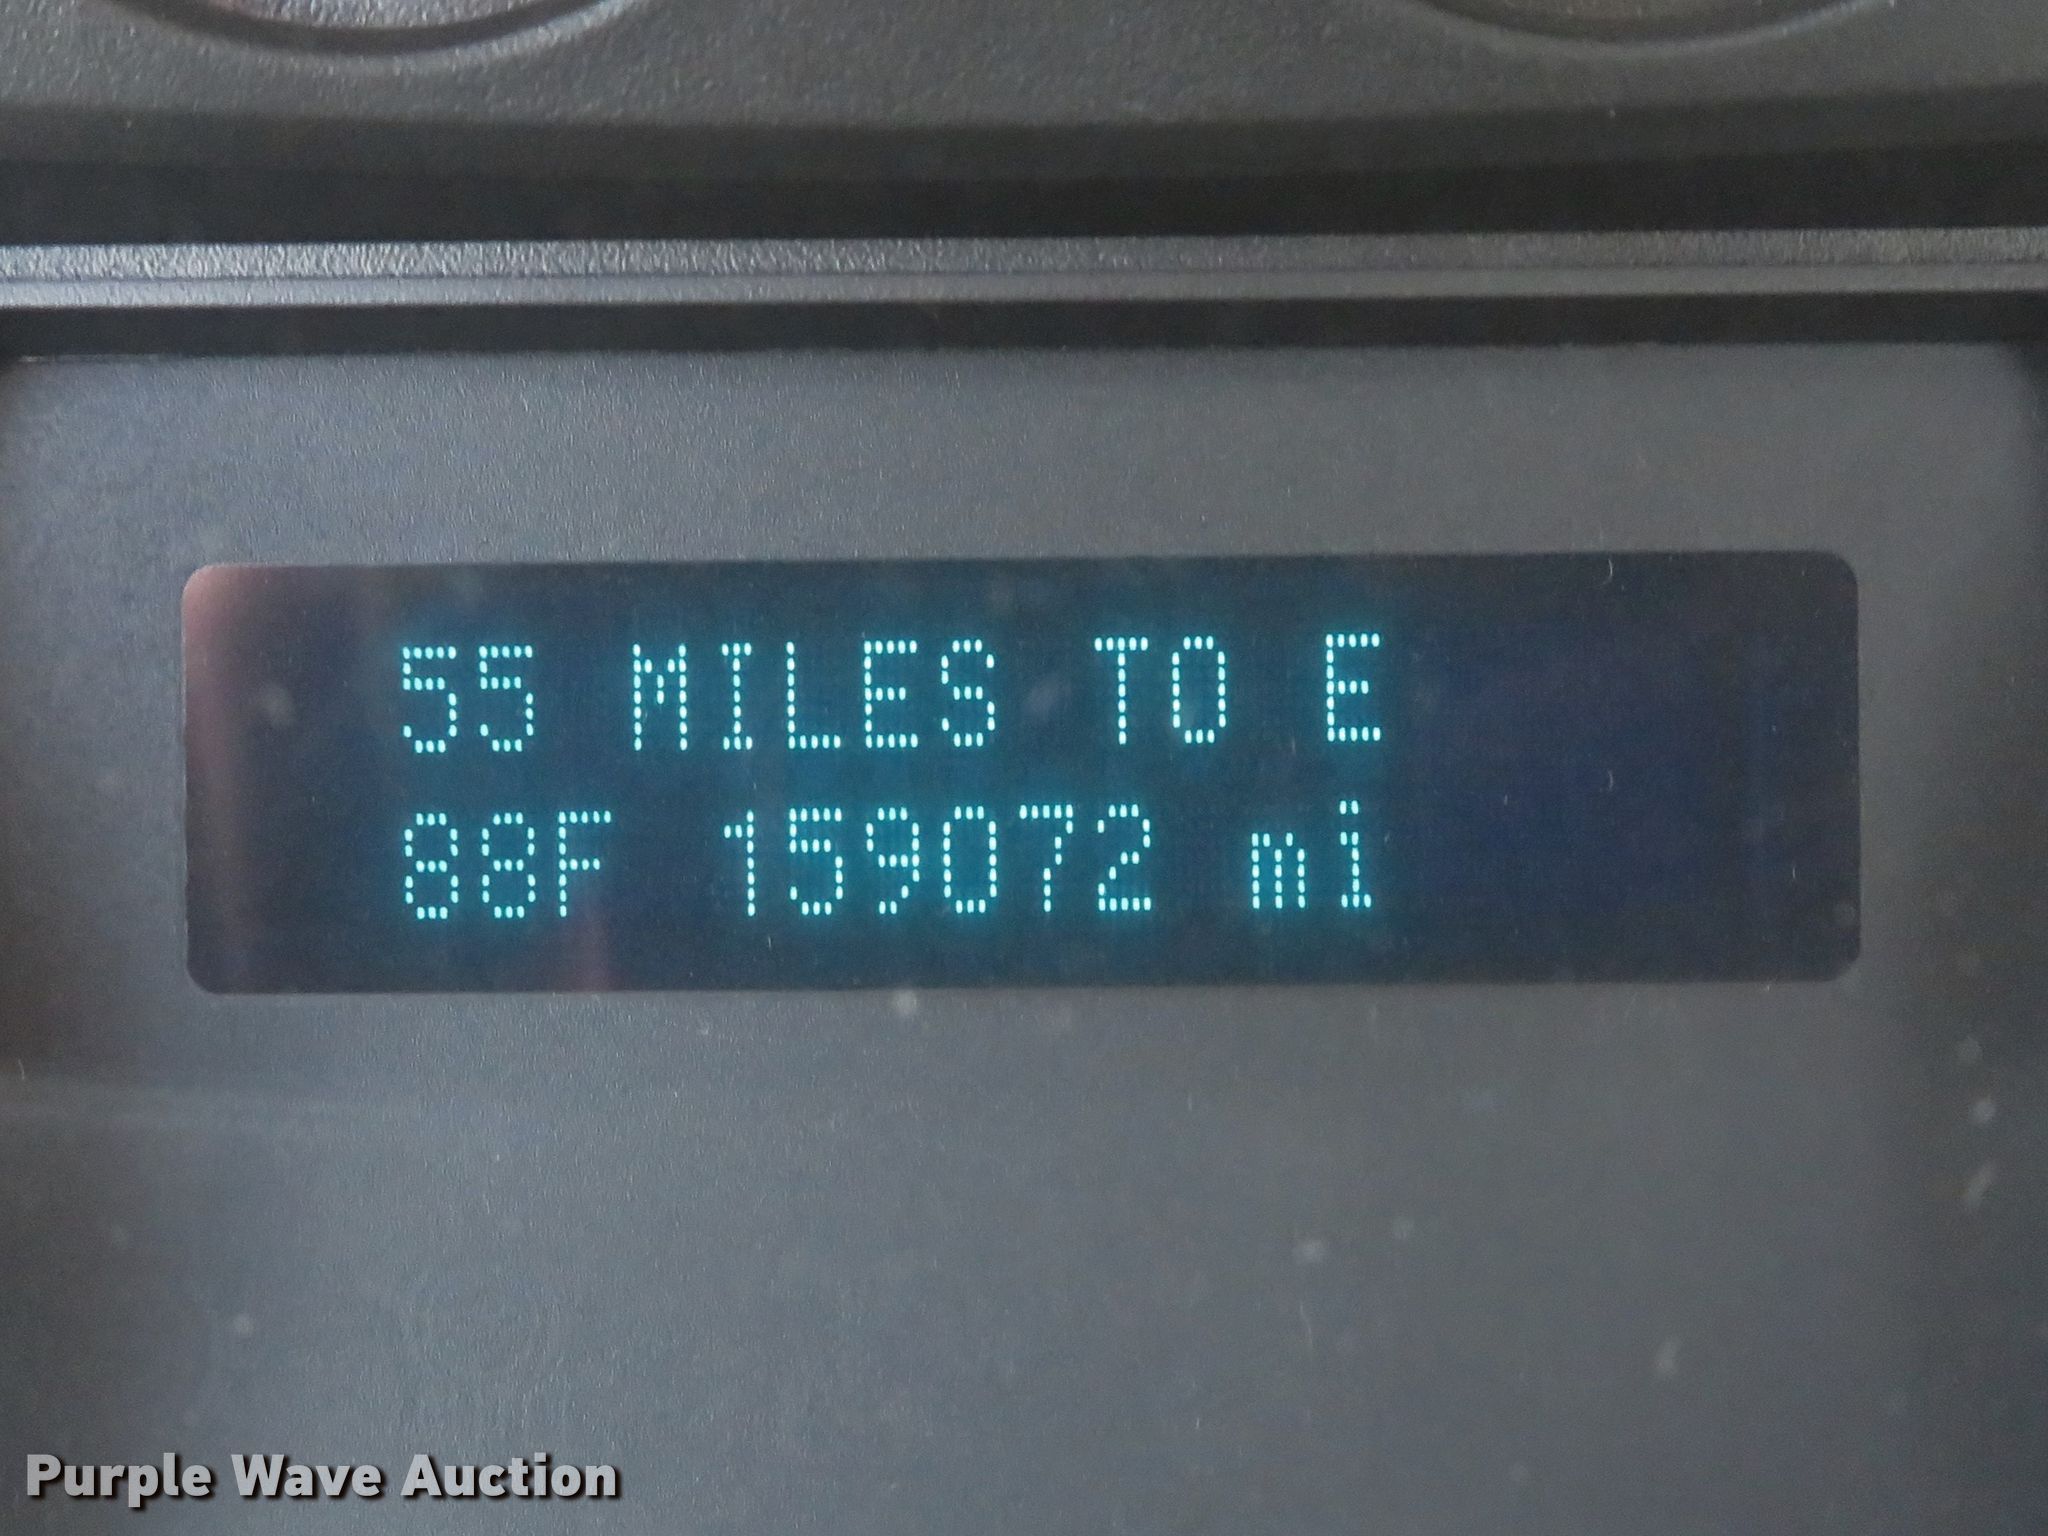 55 MILES TO E
88F 159072 mi
Purple Wave Auction